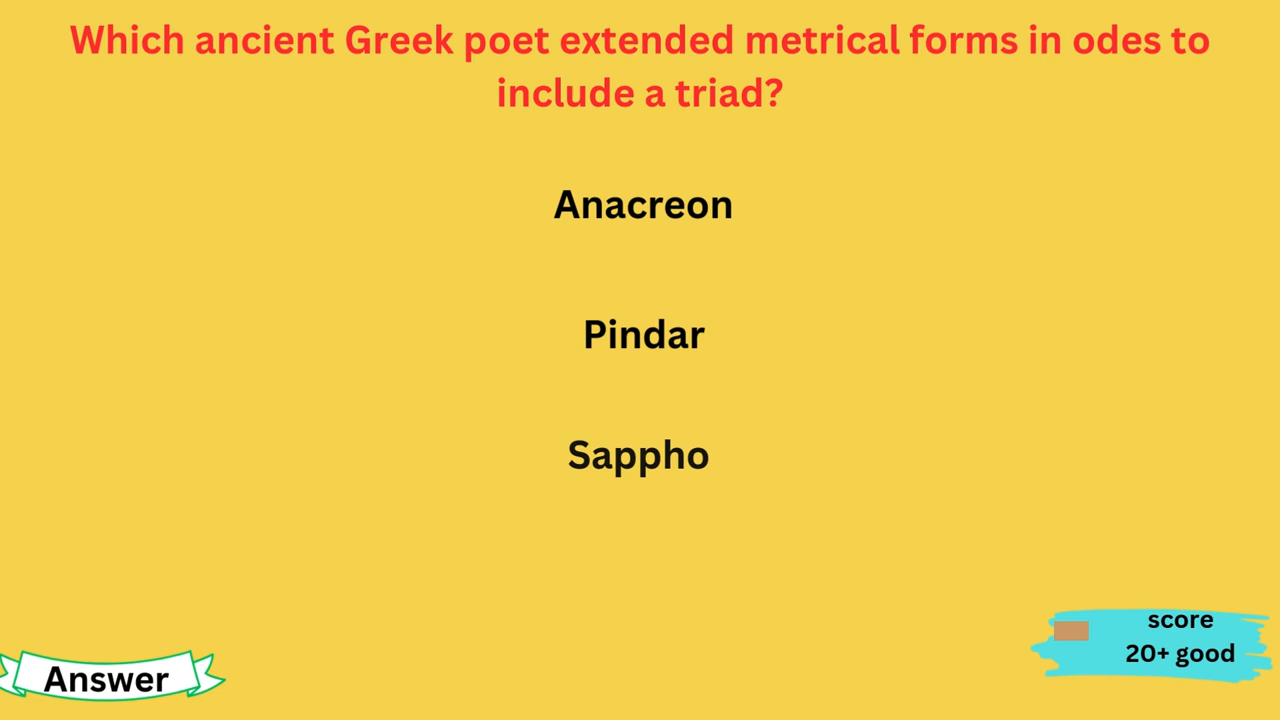 Which ancient Greek poet extended metrical forms in odes to
include a triad?
Anacreon
Pindar
Sappho
Answer
score
20+ good